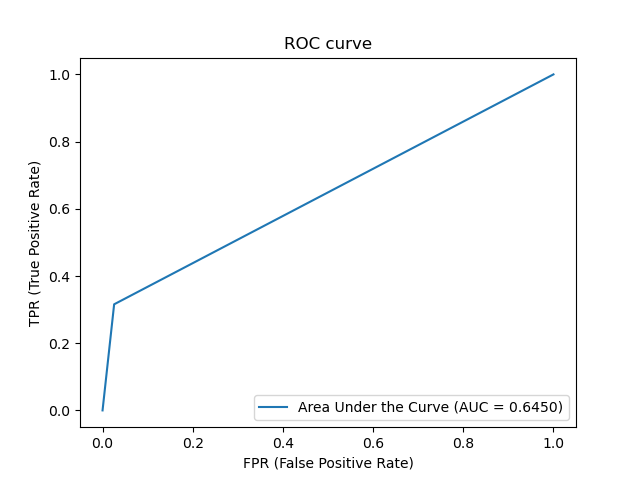 ROC curve
1.0
0.8
0.6
0.4
0.2
0.0
TPR (True Positive Rate)
Area Under the Curve (AUC = 0.6450)
0.0 0.2 0.4 0.6 0.8 1.0
FPR (False Positive Rate)